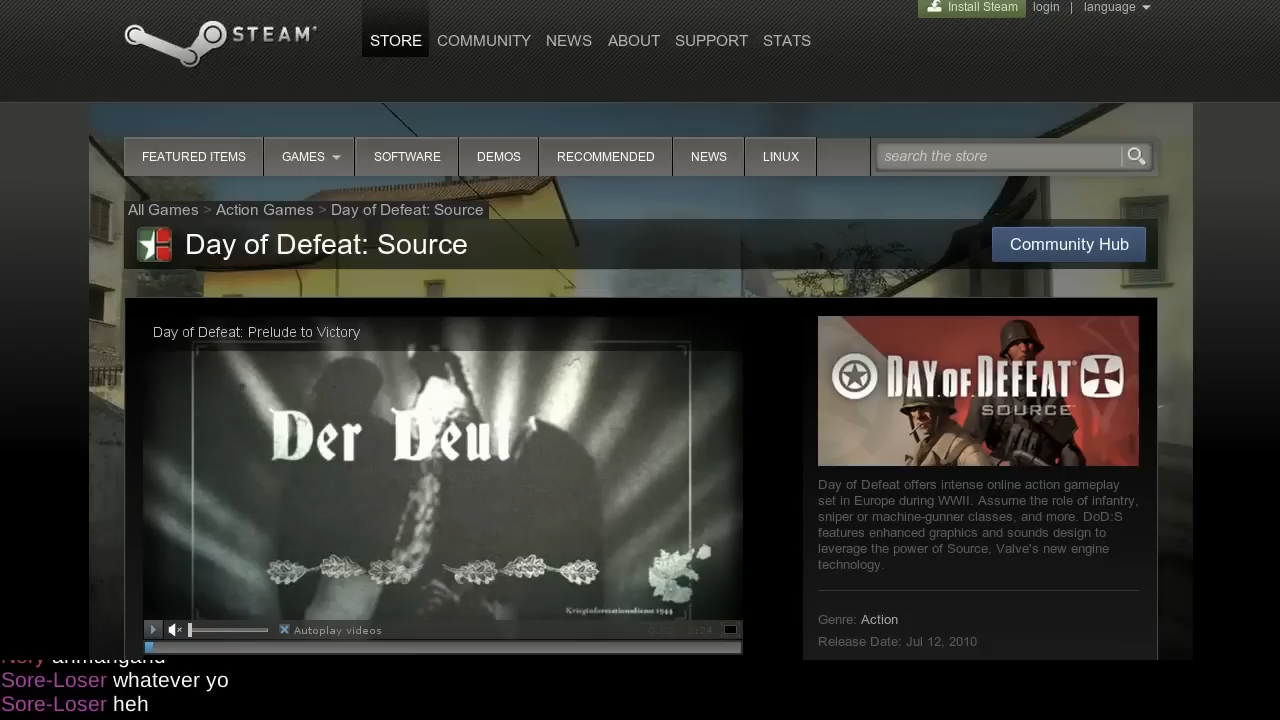 Install Steam
login | language
STEAM
STORE COMMUNITY NEWS ABOUT SUPPORT STATS
FEATURED ITEMS GAMES SOFTWARE DEMOS RECOMMENDED NEWS LINUX
search the store
All Games > Action Games > Day of Defeat: Source
Day of Defeat: Source
Community Hub
Day of Defeat: Prelude to Victory
Der Deut
Kriegsinformationsdienst 1944
Autoplay videos
DAY OF DEFEAT
SOURCE
Day of Defeat offers intense online action gameplay
set in Europe during WWII. Assume the role of infantry,
sniper or machine-gunner classes, and more. DoD:S
features enhanced graphics and sounds design to
leverage the power of Source, Valve's new engine
technology.
Genre: Action
Release Date: Jul 12, 2010
Sore-Loser whatever yo
Sore-Loser heh